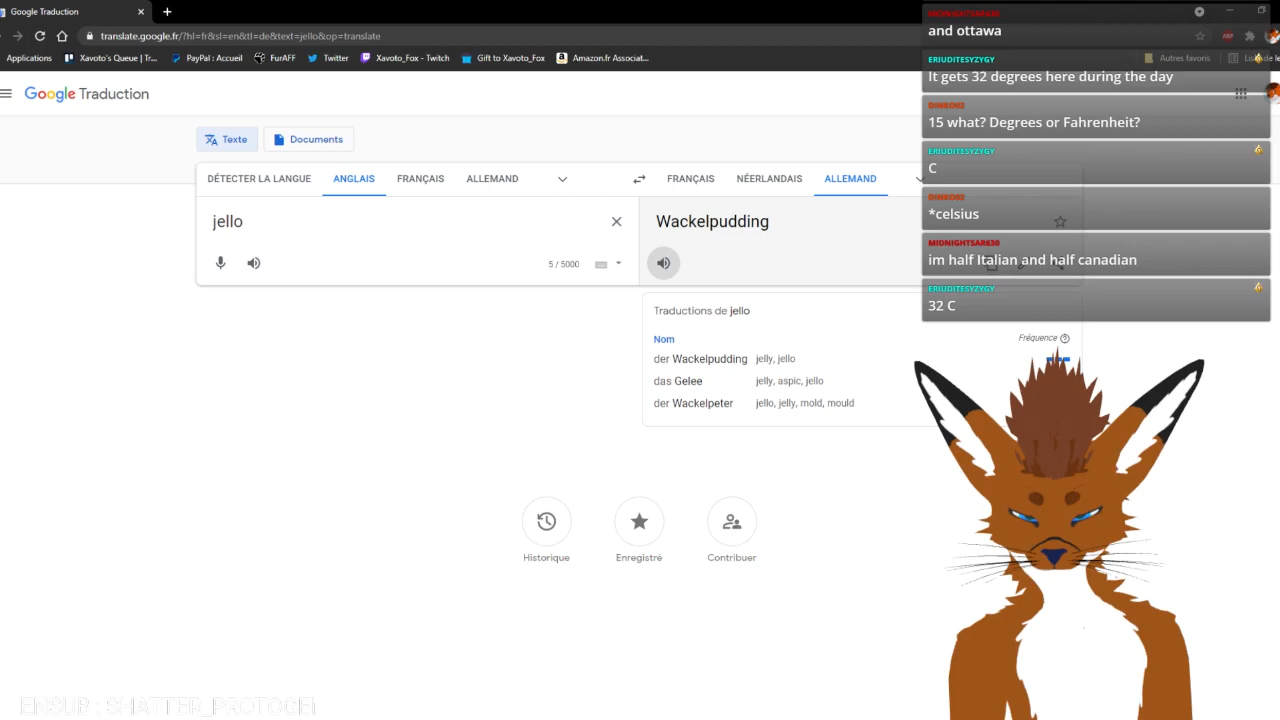 Google Traduction
translate.google.fr/?hl=fr&sl=en&tl=de&text=jello&op=translate
Applications
Xavoto's Queue | Tr...
PayPal : Accueil
FurAFF
Twitter
Xavoto_Fox - Twitch
Gift to Xavoto_Fox
Amazon.fr Associat...
Autres favoris
Google Traduction
Texte
Documents
DÉTECTER LA LANGUE
ANGLAIS
FRANÇAIS
ALLEMAND
FRANÇAIS
NÉERLANDAIS
ALLEMAND
jello
5 / 5000
Wackelpudding
Traductions de jello
Nom
Fréquence
der Wackelpudding jelly, jello
das Gelee jelly, aspic, jello
der Wackelpeter jello, jelly, mold, mould
Historique
Enregistré
Contribuer
MIDNIGHTSAR630
and ottawa
ERIUDITESYZYGY
It gets 32 degrees here during the day
15 what? Degrees or Fahrenheit?
ERIUDITESYZYGY
C
*celsius
MIDNIGHTSAR630
im half Italian and half canadian
ERIUDITESYZYGY
32 C
ENSUB : SHATTER_PROTOGEN